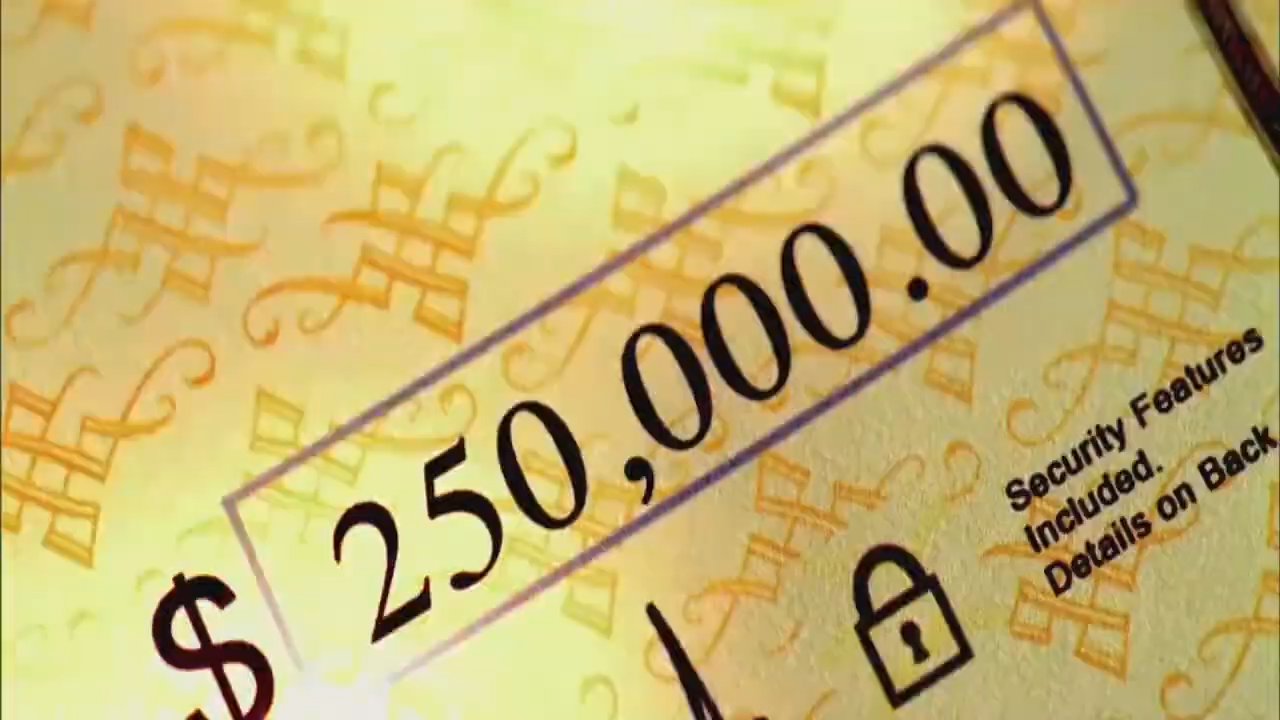 $ 250,000.00
Security Features
Included.
Details on Back